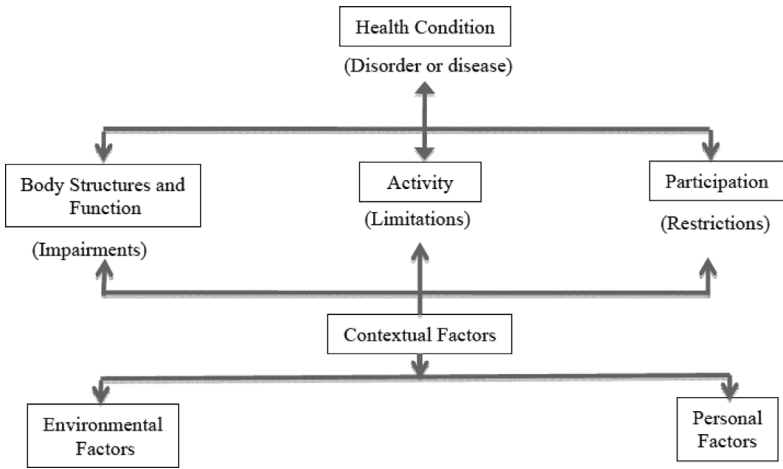 Health Condition
(Disorder or disease)
Body Structures and
Function
(Impairments)
Activity
(Limitations)
Participation
(Restrictions)
Contextual Factors
Environmental
Factors
Personal
Factors